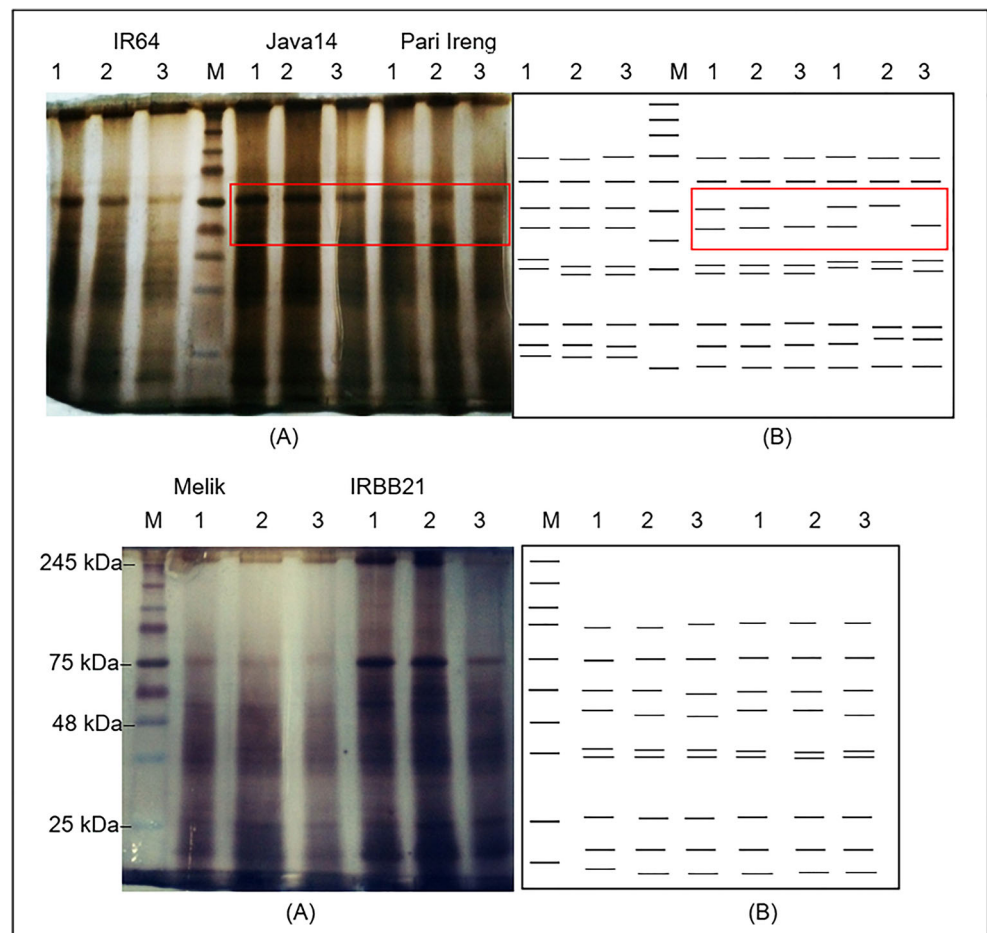 IR64 Java14 Pari Ireng
1 2 3 M 1 2 3 1 2 3 1 2 3 M 1 2 3 1 2 3
(A) (B)
Melik IRBB21
M 1 2 3 1 2 3 M 1 2 3 1 2 3
245 kDa
75 kDa
48 kDa
25 kDa
(A) (B)